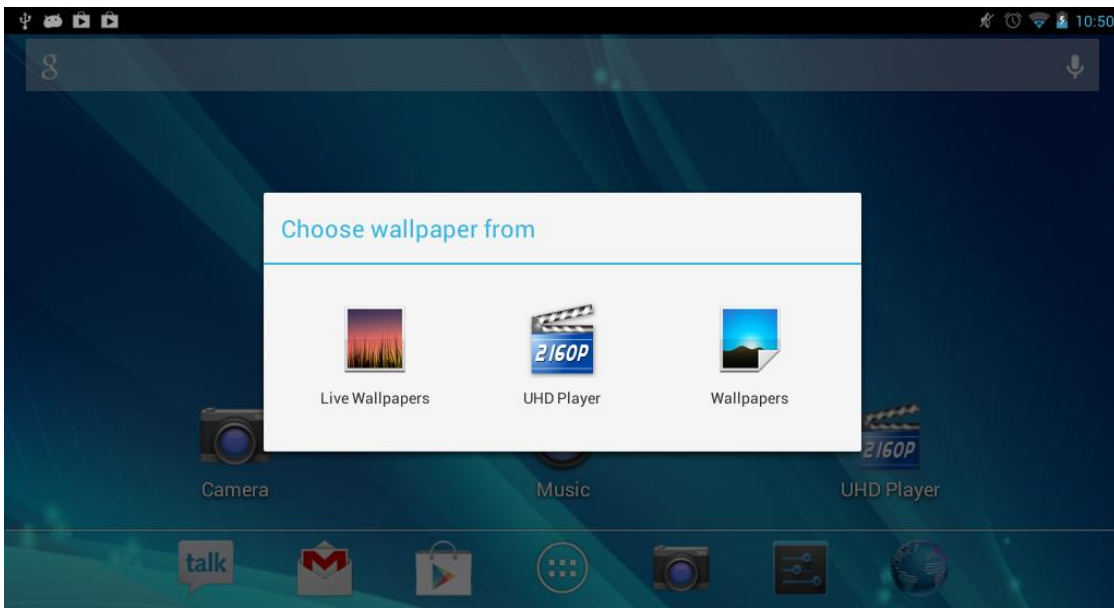 10:50
g
Choose wallpaper from
2160P
Live Wallpapers
UHD Player
Wallpapers
2160P
Camera
Music
UHD Player
talk